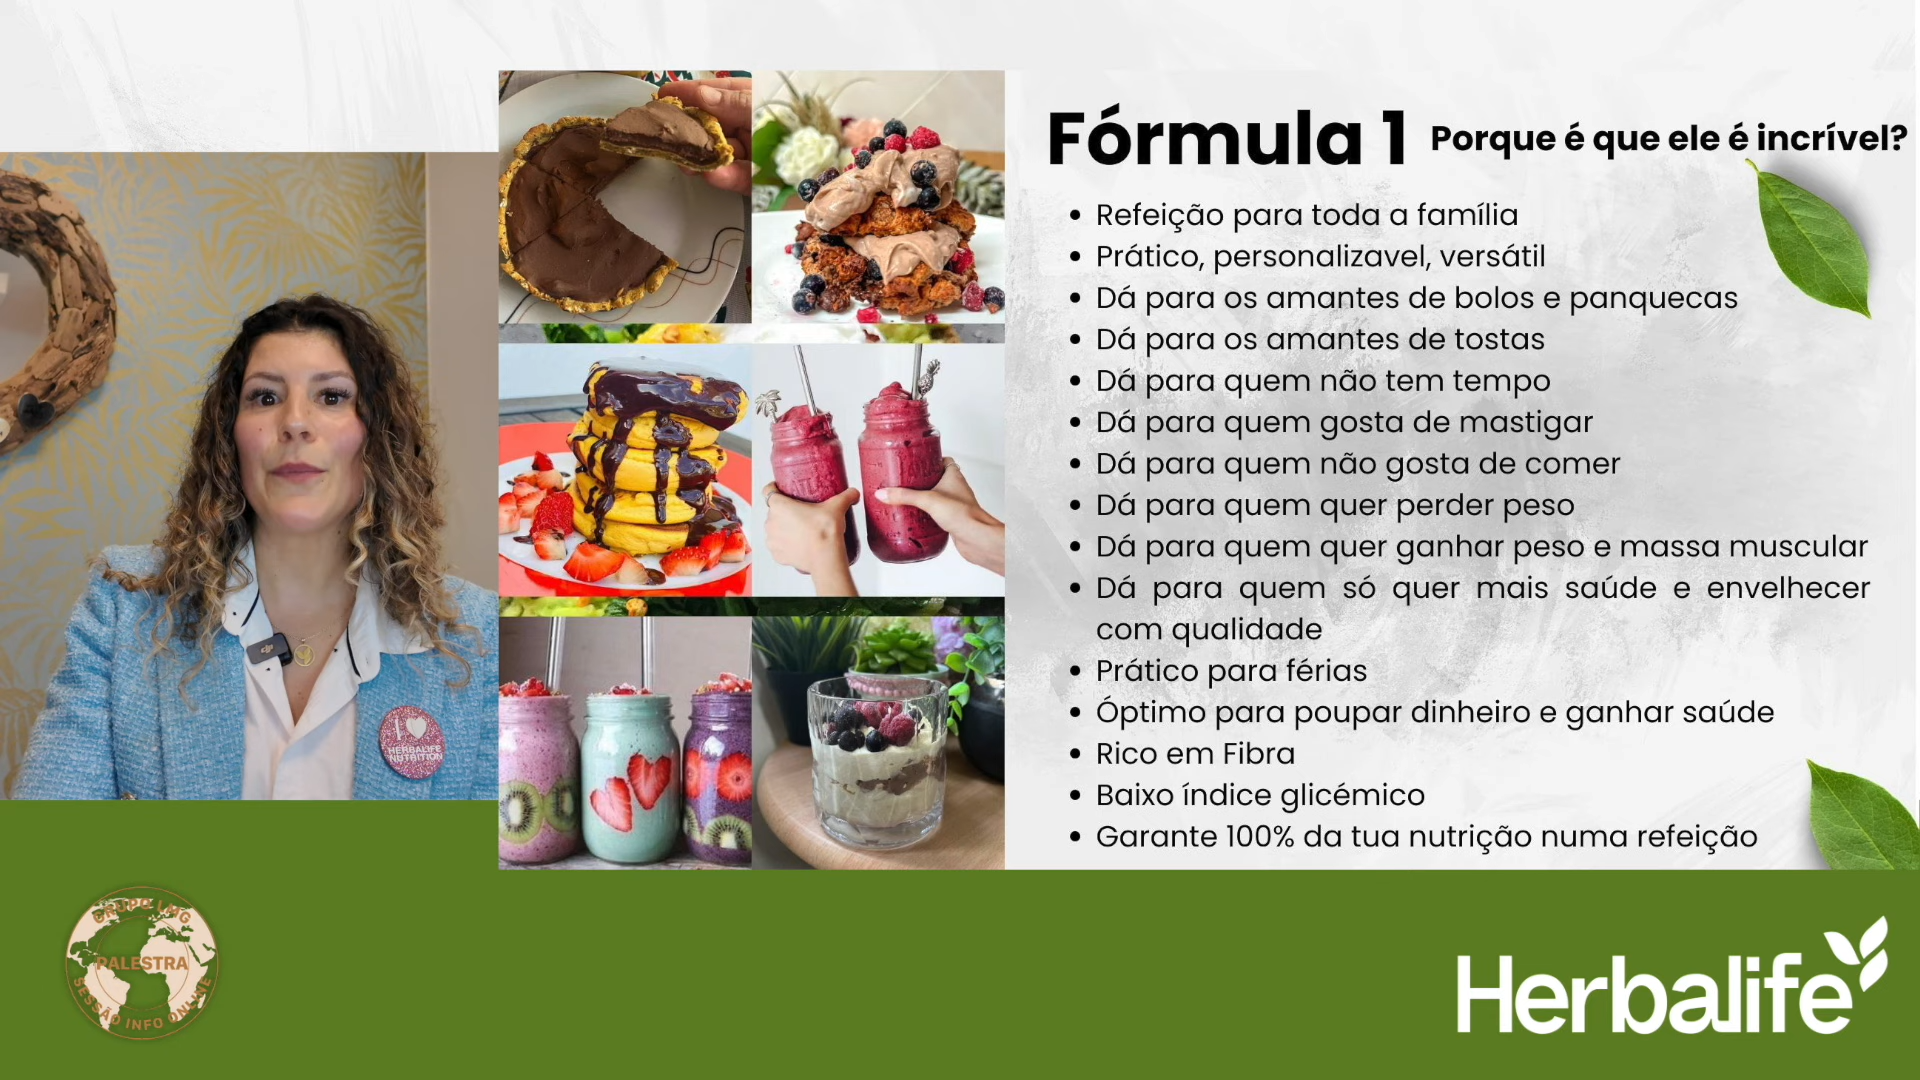 Fórmula 1 Porque é que ele é incrível?
Refeição para toda a família
Prático, personalizavel, versátil
Dá para os amantes de bolos e panquecas
Dá para os amantes de tostas
Dá para quem não tem tempo
Dá para quem gosta de mastigar
Dá para quem não gosta de comer
Dá para quem quer perder peso
Dá para quem quer ganhar peso e massa muscular
Dá para quem só quer mais saúde e envelhecer
com qualidade
Prático para férias
Óptimo para poupar dinheiro e ganhar saúde
Rico em Fibra
Baixo índice glicémico
Garante 100% da tua nutrição numa refeição
dji
I
HERBALIFE
NUTRITION
GRUPO LMG
PALESTRA
SESSÃO INFO ONLINE
Herbalife